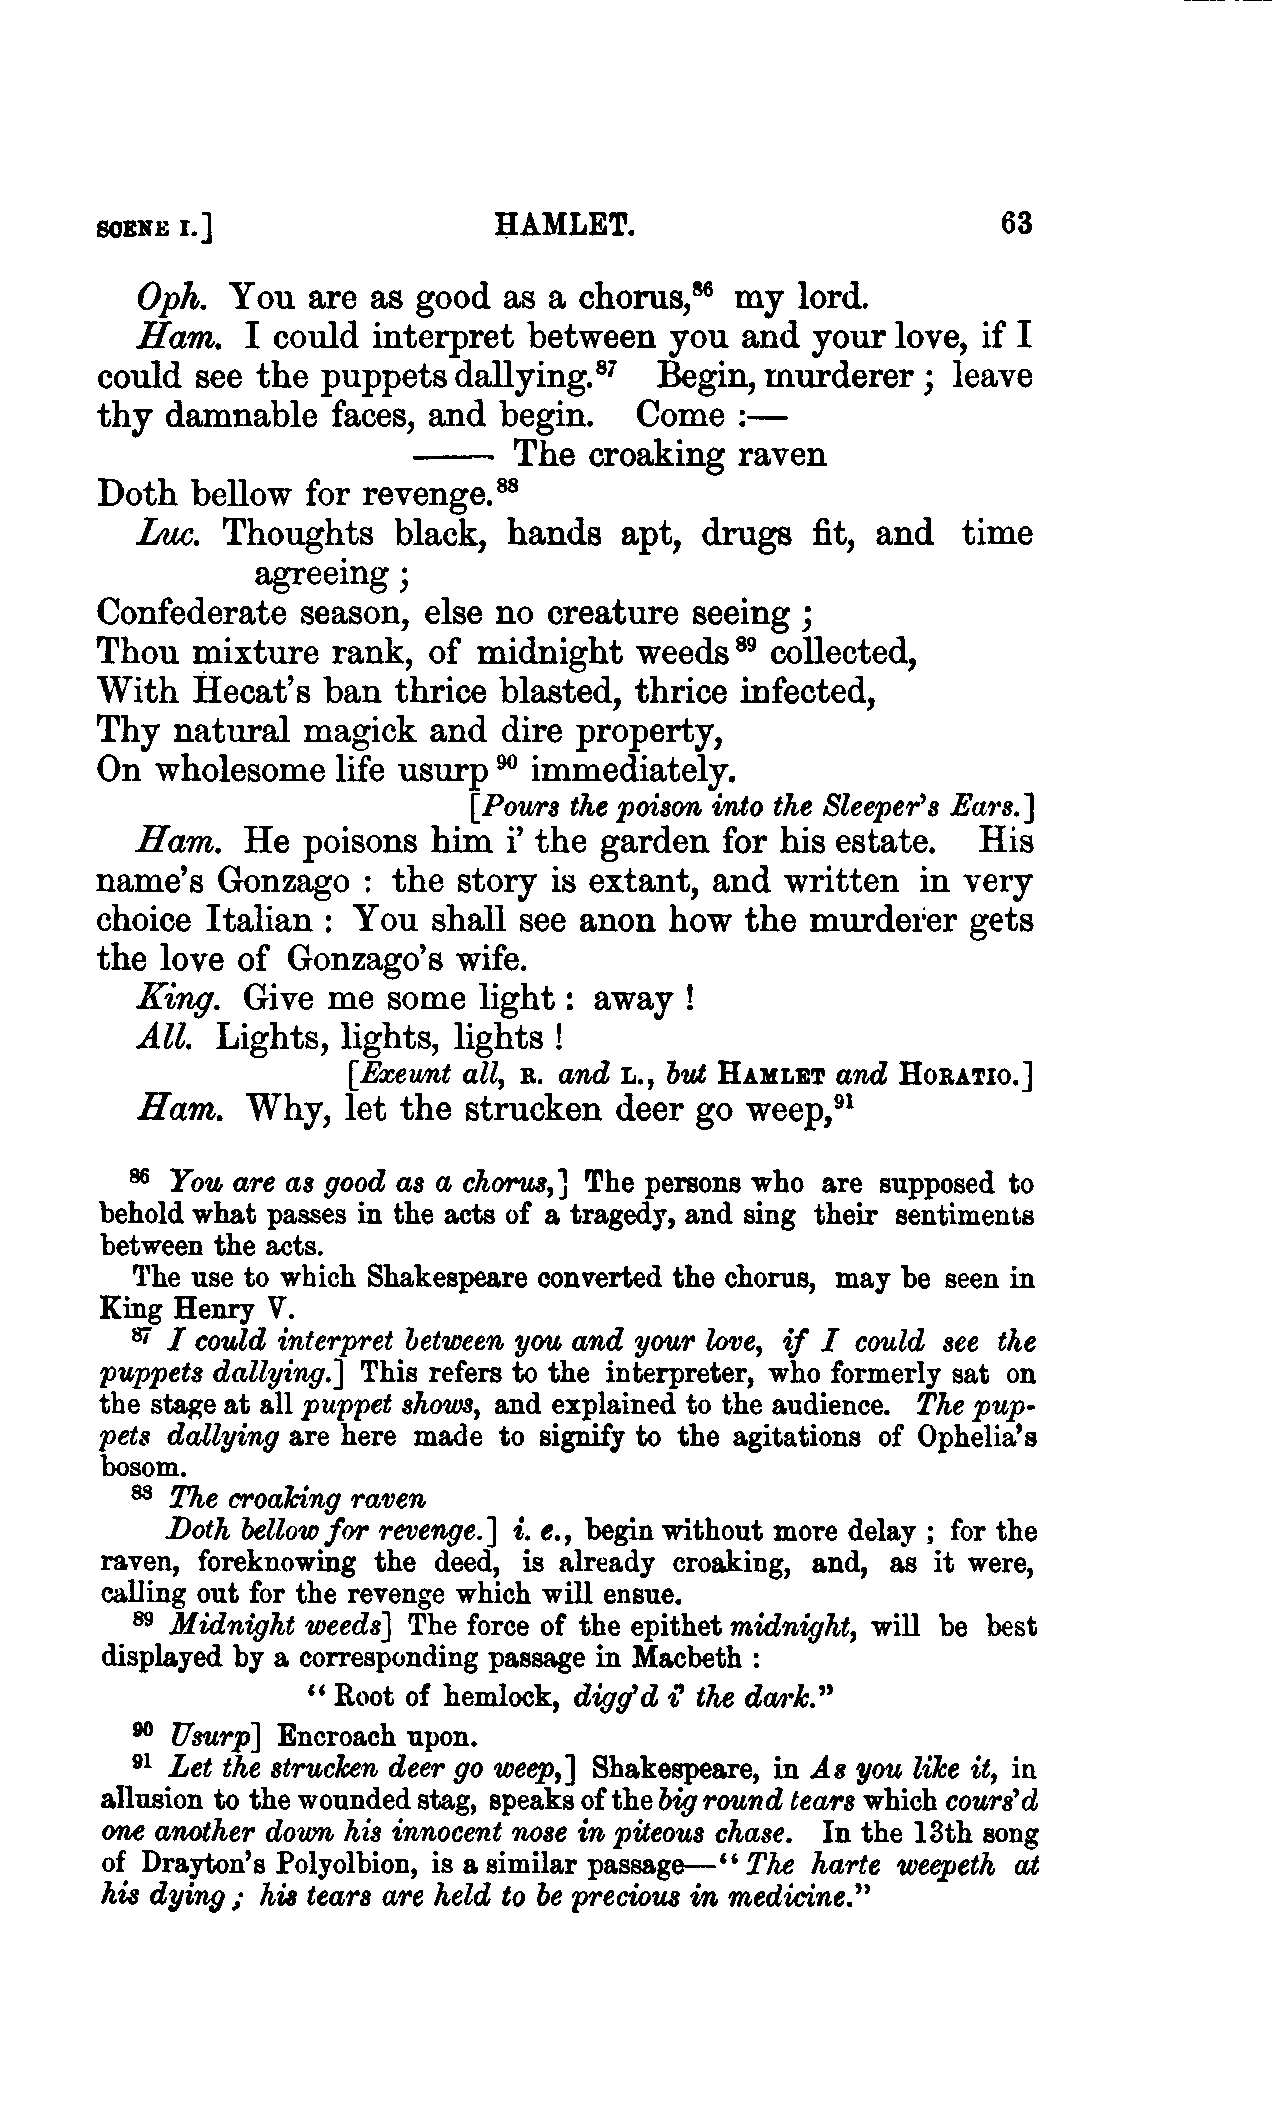 SCENE I.] HAMLET. 63
Oph. You are as good as a chorus,⁸⁶ my lord.
Ham. I could interpret between you and your love, if I
could see the puppets dallying.⁸⁷ Begin, murderer ; leave
thy damnable faces, and begin. Come :—
—— The croaking raven
Doth bellow for revenge.⁸⁸
Luc. Thoughts black, hands apt, drugs fit, and time
agreeing ;
Confederate season, else no creature seeing ;
Thou mixture rank, of midnight weeds⁸⁹ collected,
With Hecat's ban thrice blasted, thrice infected,
Thy natural magick and dire property,
On wholesome life usurp⁹⁰ immediately.
[Pours the poison into the Sleeper's Ears.]
Ham. He poisons him i' the garden for his estate. His
name's Gonzago : the story is extant, and written in very
choice Italian : You shall see anon how the murderer gets
the love of Gonzago's wife.
King. Give me some light : away !
All. Lights, lights, lights !
[Exeunt all, R. and L., but HAMLET and HORATIO.]
Ham. Why, let the strucken deer go weep,⁹¹
⁸⁶ You are as good as a chorus,] The persons who are supposed to
behold what passes in the acts of a tragedy, and sing their sentiments
between the acts.
The use to which Shakespeare converted the chorus, may be seen in
King Henry V.
⁸⁷ I could interpret between you and your love, if I could see the
puppets dallying.] This refers to the interpreter, who formerly sat on
the stage at all puppet shows, and explained to the audience. The pup-
pets dallying are here made to signify to the agitations of Ophelia's
bosom.
⁸⁸ The croaking raven
Doth bellow for revenge.] i. e., begin without more delay ; for the
raven, foreknowing the deed, is already croaking, and, as it were,
calling out for the revenge which will ensue.
⁸⁹ Midnight weeds] The force of the epithet midnight, will be best
displayed by a corresponding passage in Macbeth :
"Root of hemlock, digg'd i' the dark."
⁹⁰ Usurp] Encroach upon.
⁹¹ Let the strucken deer go weep,] Shakespeare, in As you like it, in
allusion to the wounded stag, speaks of the big round tears which cours'd
one another down his innocent nose in piteous chase. In the 13th song
of Drayton's Polyolbion, is a similar passage—"The harte weepeth at
his dying ; his tears are held to be precious in medicine."